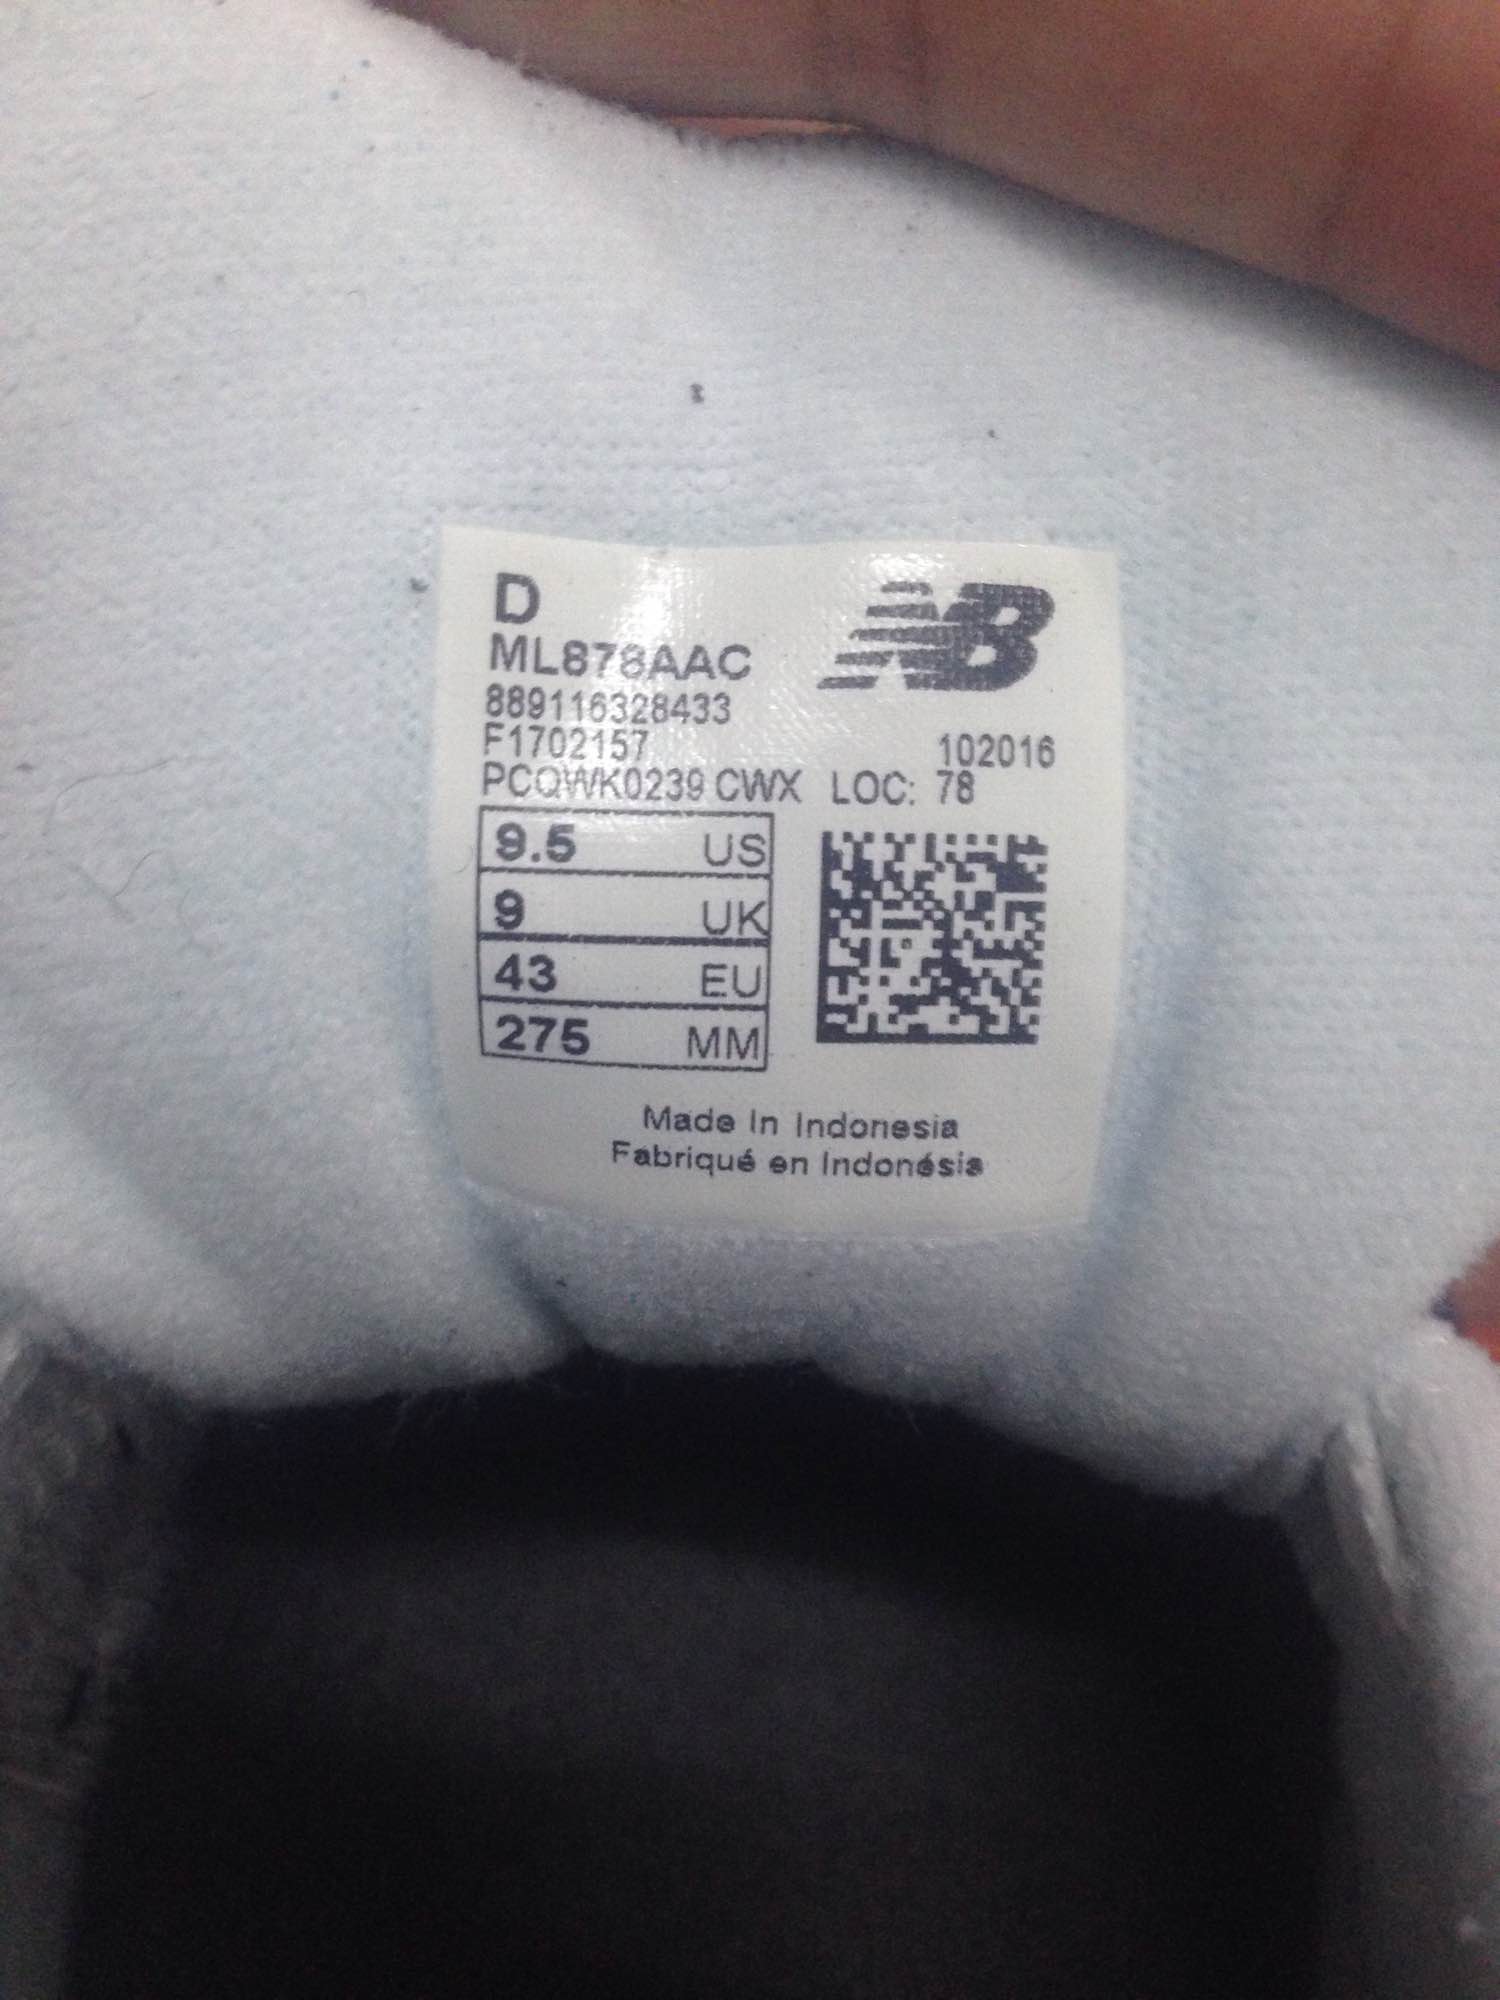 D
NB
ML878AAC
889116328433
F1702157 102016
PCQWK0239 CWX LOC: 78
9.5 US
9 UK
43 EU
275 MM
Made In Indonesia
Fabriqué en Indonésia